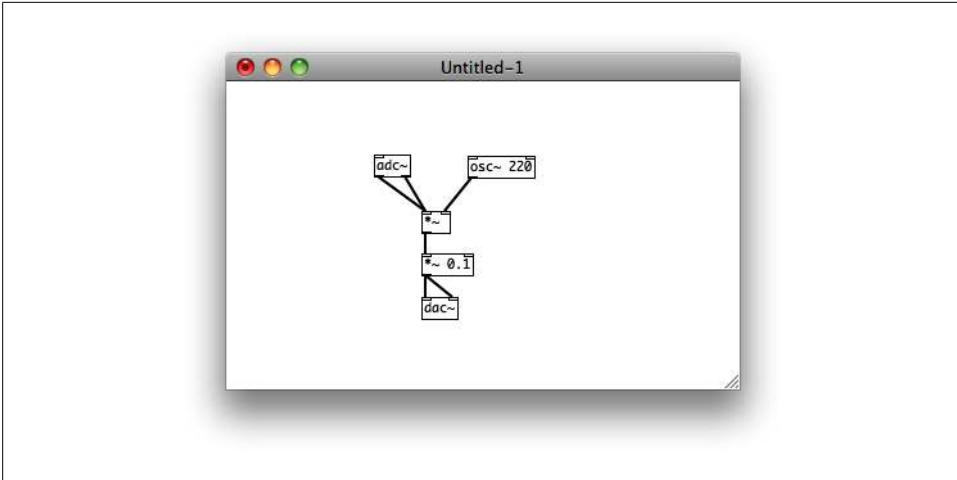 Untitled-1
adc~
osc~ 220
*~
*~ 0.1
dac~